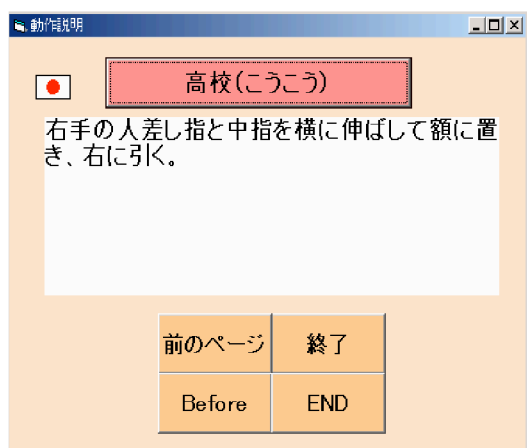 動作説明
高校(こうこう)
右手の人差し指と中指を横に伸ばして額に置
き、右に引く。
前のページ
終了
Before
END